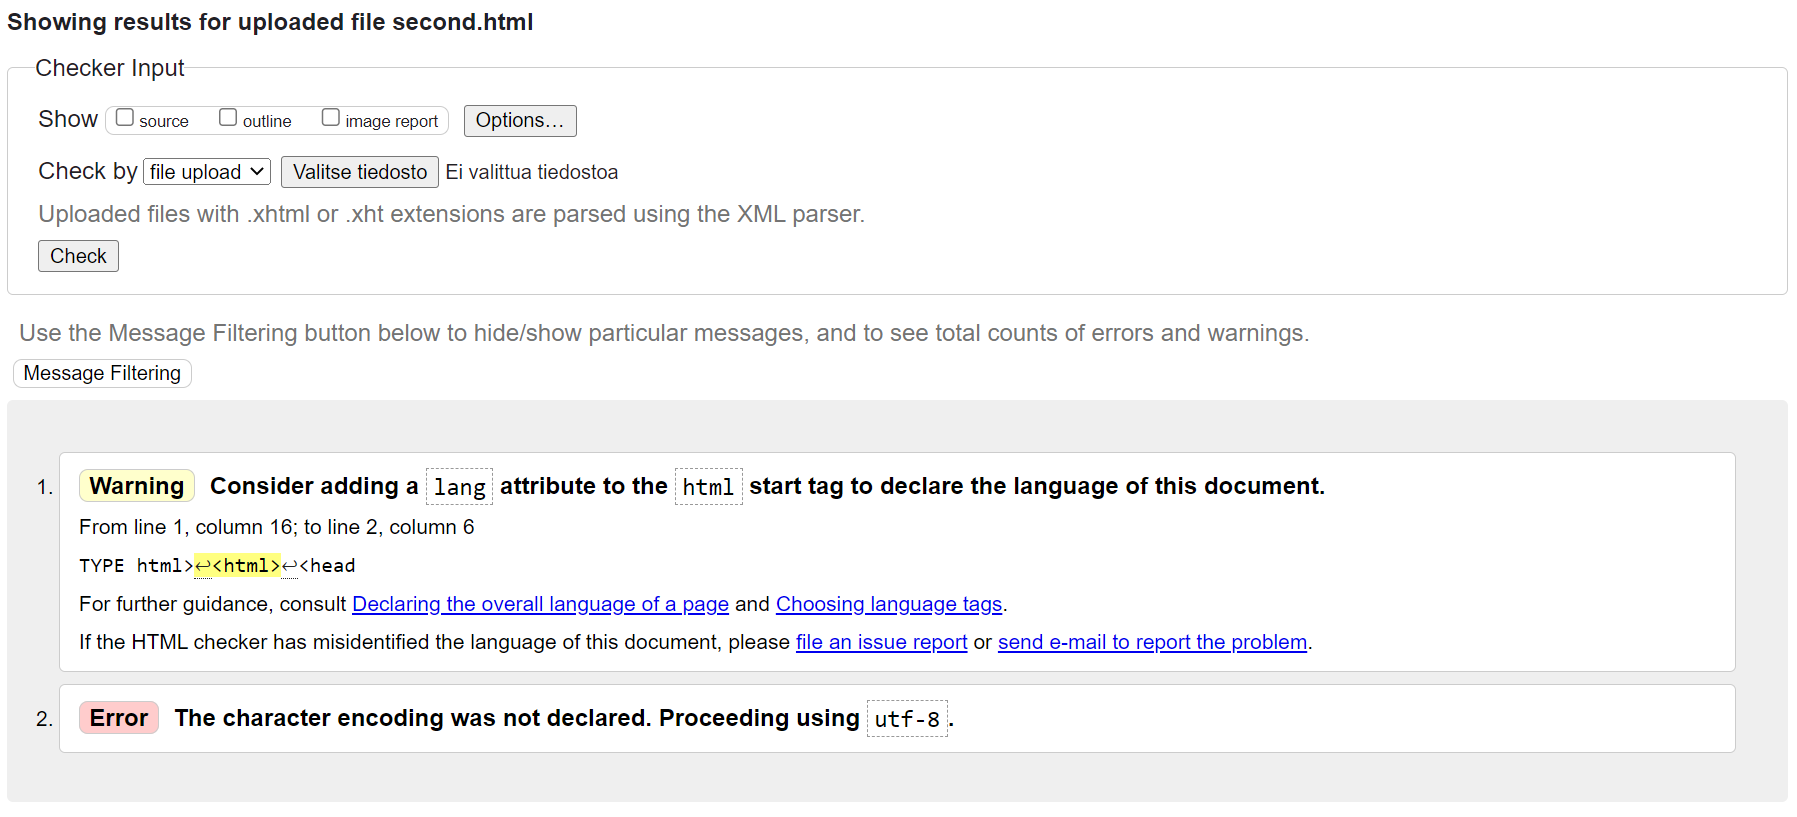 Showing results for uploaded file second.html
Checker Input
Show source outline image report Options...
Check by file upload Valitse tiedosto Ei valittua tiedostoa
Uploaded files with .xhtml or .xht extensions are parsed using the XML parser.
Check
Use the Message Filtering button below to hide/show particular messages, and to see total counts of errors and warnings.
Message Filtering
1. Warning Consider adding a lang attribute to the html start tag to declare the language of this document.
From line 1, column 16; to line 2, column 6
TYPE html>↩<html>↩<head
For further guidance, consult Declaring the overall language of a page and Choosing language tags.
If the HTML checker has misidentified the language of this document, please file an issue report or send e-mail to report the problem.
2. Error The character encoding was not declared. Proceeding using utf-8.